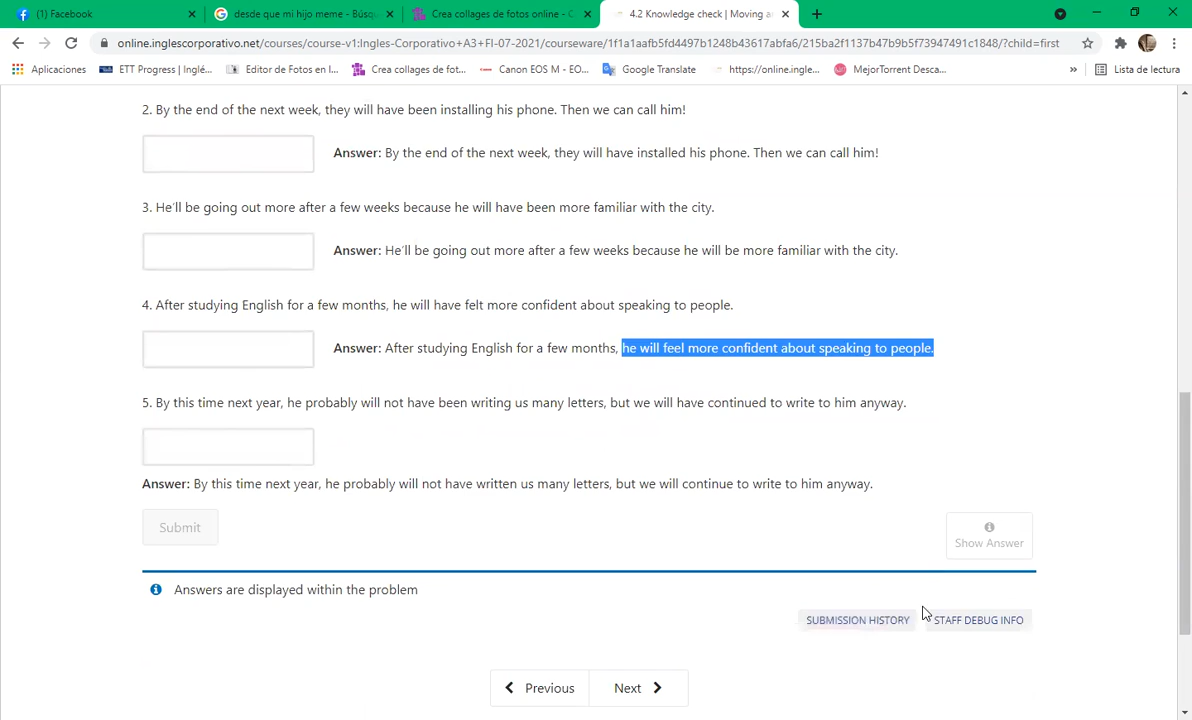 (1) Facebook
desde que mi hijo meme - Búsq
Crea collages de fotos online - C
4.2 Knowledge check | Moving a
online.inglescorporativo.net/courses/course-v1:Ingles-Corporativo+A3+FI-07-2021/courseware/1f1a1aafb5fd4497b1248b43617abfa6/215ba2f1137b47b9b5f73947491c1848/?child=first
Aplicaciones
ETT Progress | Inglé...
Editor de Fotos en l...
Crea collages de fot...
Canon EOS M - EO...
Google Translate
https://online.ingle...
MejorTorrent Desca...
»
Lista de lectura
2. By the end of the next week, they will have been installing his phone. Then we can call him!
Answer: By the end of the next week, they will have installed his phone. Then we can call him!
3. He'll be going out more after a few weeks because he will have been more familiar with the city.
Answer: He'll be going out more after a few weeks because he will be more familiar with the city.
4. After studying English for a few months, he will have felt more confident about speaking to people.
Answer: After studying English for a few months, he will feel more confident about speaking to people.
5. By this time next year, he probably will not have been writing us many letters, but we will have continued to write to him anyway.
Answer: By this time next year, he probably will not have written us many letters, but we will continue to write to him anyway.
Submit
Show Answer
Answers are displayed within the problem
SUBMISSION HISTORY
STAFF DEBUG INFO
Previous
Next